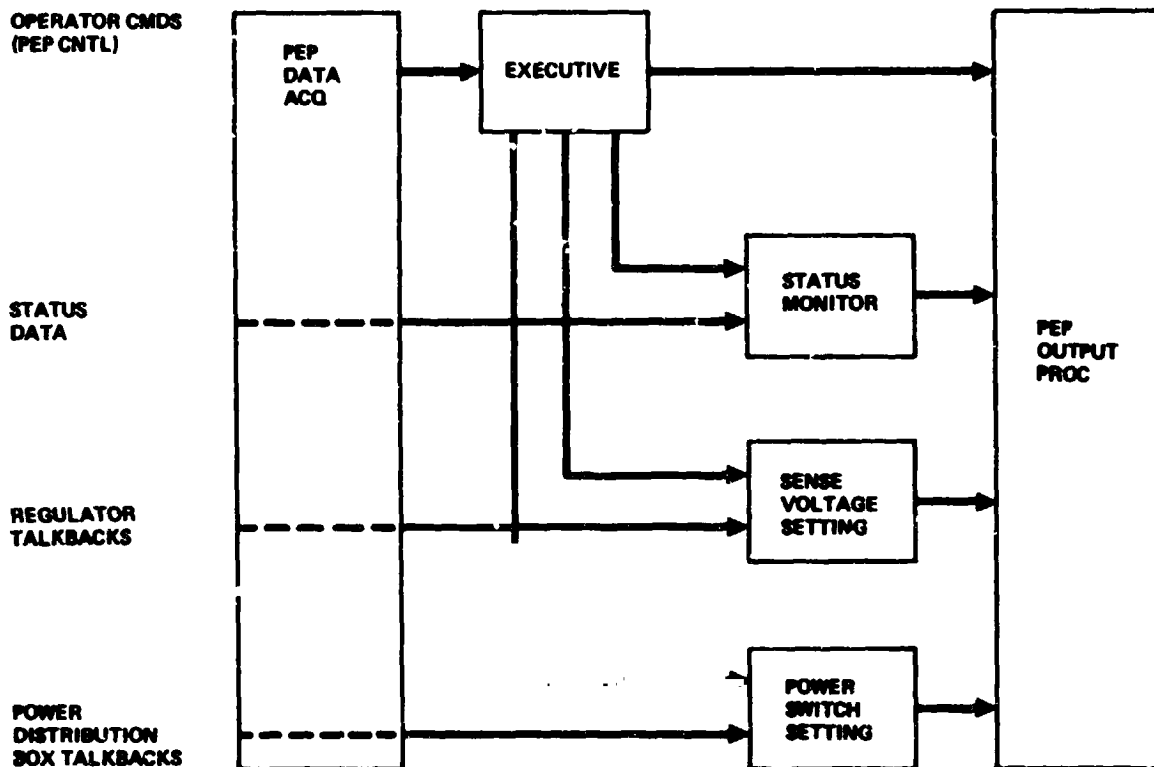 OPERATOR CMDS
(PEP CNTL)
PEP
DATA
ACQ
EXECUTIVE
STATUS
MONITOR
STATUS
DATA
PEP
OUTPUT
PROC
SENSE
VOLTAGE
SETTING
REGULATOR
TALKBACKS
POWER
SWITCH
SETTING
POWER
DISTRIBUTION
BOX TALKBACKS